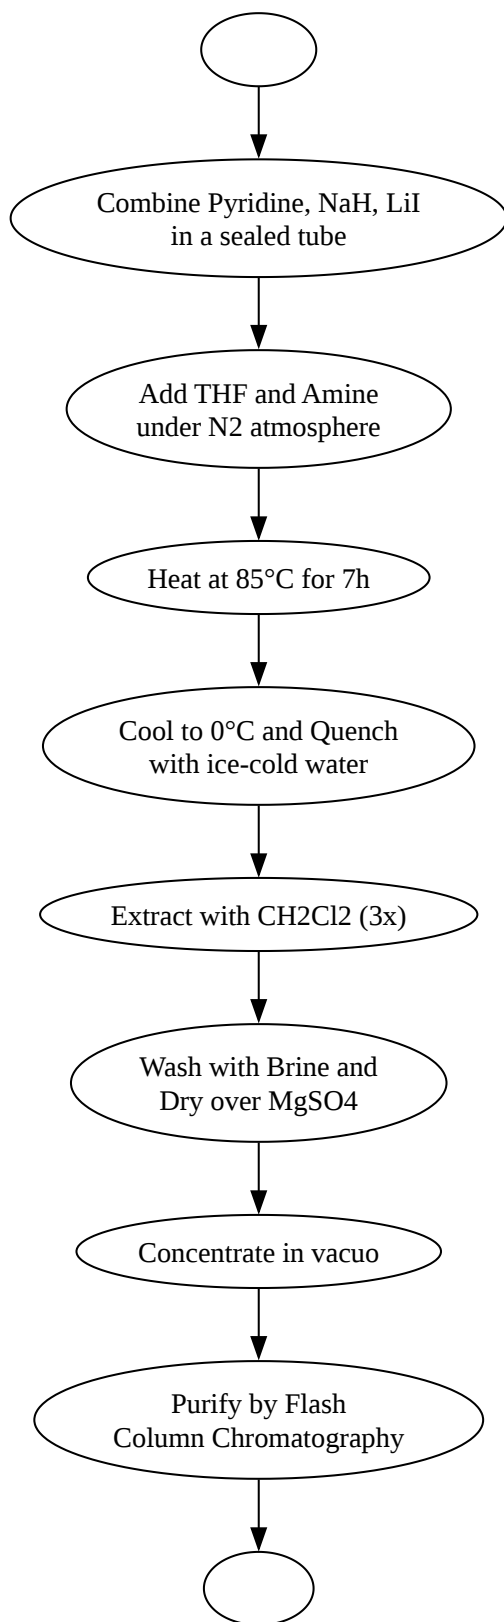 Combine Pyridine, NaH, LiI
in a sealed tube
Add THF and Amine
under N2 atmosphere
Heat at 85°C for 7h
Cool to 0°C and Quench
with ice-cold water
Extract with CH2Cl2 (3x)
Wash with Brine and
Dry over MgSO4
Concentrate in vacuo
Purify by Flash
Column Chromatography